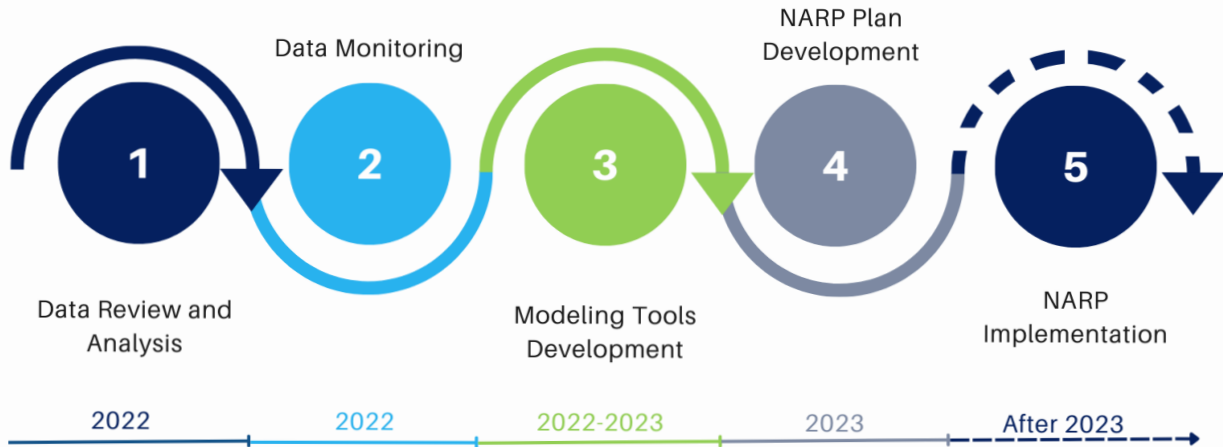 NARP Plan
Development
Data Monitoring
1
2
3
4
5
Data Review and
Analysis
Modeling Tools
Development
NARP
Implementation
2022
2022
2022-2023
2023
After 2023